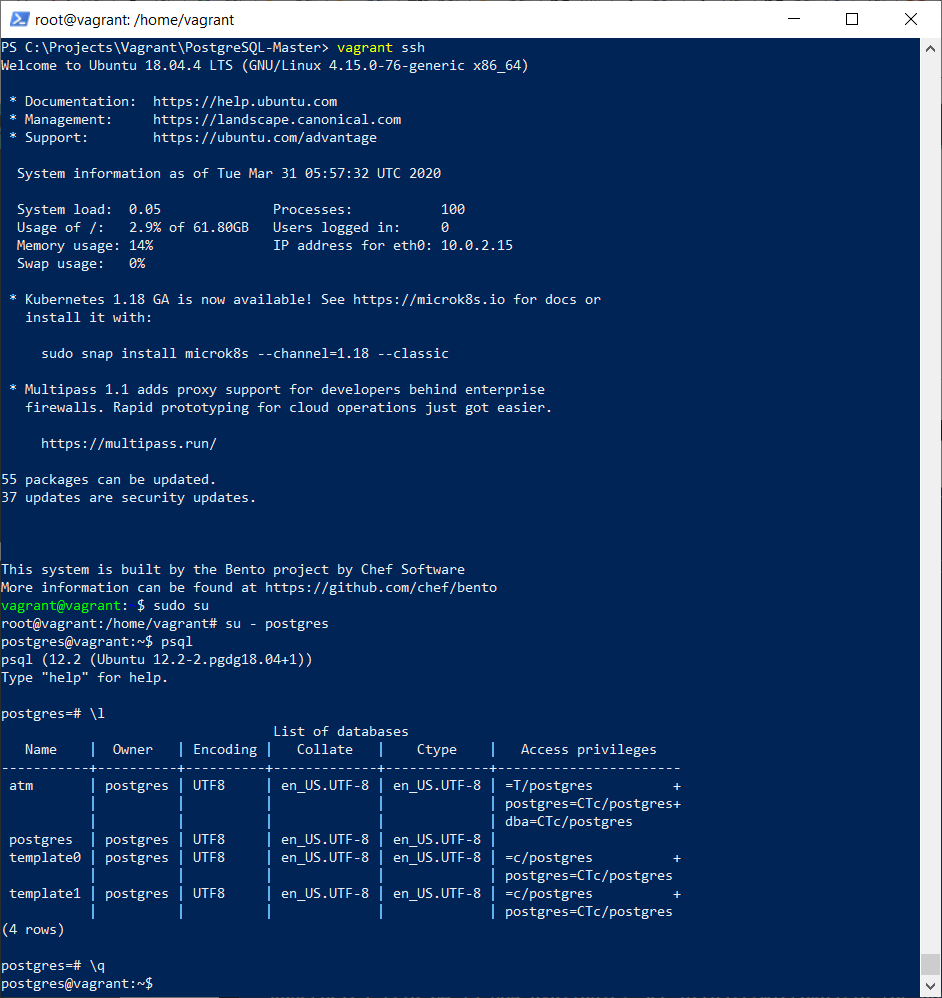 root@vagrant: /home/vagrant
PS C:\Projects\Vagrant\PostgreSQL-Master> vagrant ssh
Welcome to Ubuntu 18.04.4 LTS (GNU/Linux 4.15.0-76-generic x86_64)

 * Documentation:  https://help.ubuntu.com
 * Management:     https://landscape.canonical.com
 * Support:        https://ubuntu.com/advantage

  System information as of Tue Mar 31 05:57:32 UTC 2020

  System load:  0.05              Processes:           100
  Usage of /:   2.9% of 61.80GB   Users logged in:     0
  Memory usage: 14%               IP address for eth0: 10.0.2.15
  Swap usage:   0%

 * Kubernetes 1.18 GA is now available! See https://microk8s.io for docs or
   install it with:

     sudo snap install microk8s --channel=1.18 --classic

 * Multipass 1.1 adds proxy support for developers behind enterprise
   firewalls. Rapid prototyping for cloud operations just got easier.

     https://multipass.run/

55 packages can be updated.
37 updates are security updates.

This system is built by the Bento project by Chef Software
More information can be found at https://github.com/chef/bento
vagrant@vagrant:~$ sudo su
root@vagrant:/home/vagrant# su - postgres
postgres@vagrant:~$ psql
psql (12.2 (Ubuntu 12.2-2.pgdg18.04+1))
Type "help" for help.

postgres=# \l
                                  List of databases
   Name    |  Owner   | Encoding |   Collate   |    Ctype    |   Access privileges
-----------+----------+----------+-------------+-------------+-----------------------
 atm       | postgres | UTF8     | en_US.UTF-8 | en_US.UTF-8 | =T/postgres          +
           |          |          |             |             | postgres=CTc/postgres+
           |          |          |             |             | dba=CTc/postgres
 postgres  | postgres | UTF8     | en_US.UTF-8 | en_US.UTF-8 |
 template0 | postgres | UTF8     | en_US.UTF-8 | en_US.UTF-8 | =c/postgres          +
           |          |          |             |             | postgres=CTc/postgres
 template1 | postgres | UTF8     | en_US.UTF-8 | en_US.UTF-8 | =c/postgres          +
           |          |          |             |             | postgres=CTc/postgres
(4 rows)

postgres=# \q
postgres@vagrant:~$